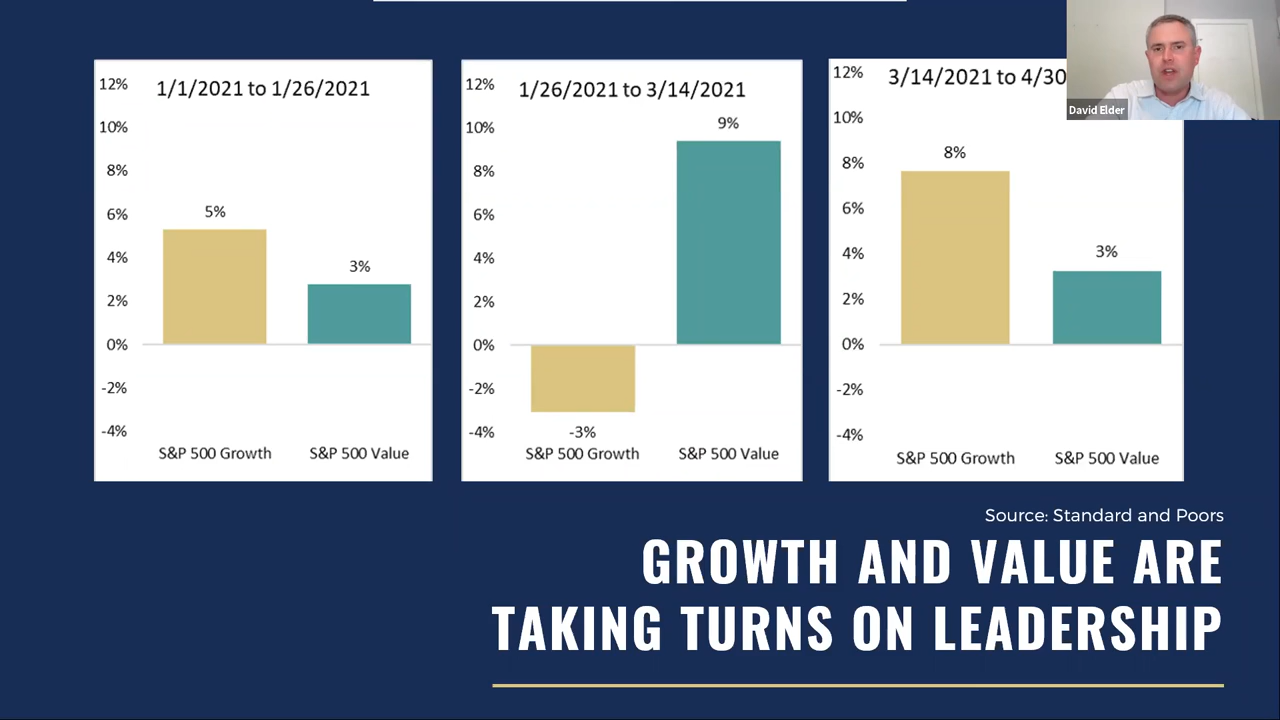 1/1/2021 to 1/26/2021
12%
10%
8%
6%
4%
2%
0%
-2%
-4%
5%
3%
S&P 500 Growth
S&P 500 Value
1/26/2021 to 3/14/2021
12%
10%
8%
6%
4%
2%
0%
-2%
-4%
9%
-3%
S&P 500 Growth
S&P 500 Value
3/14/2021 to 4/30
12%
10%
8%
6%
4%
2%
0%
-2%
-4%
8%
3%
S&P 500 Growth
S&P 500 Value
David Elder
Source: Standard and Poors
GROWTH AND VALUE ARE
TAKING TURNS ON LEADERSHIP